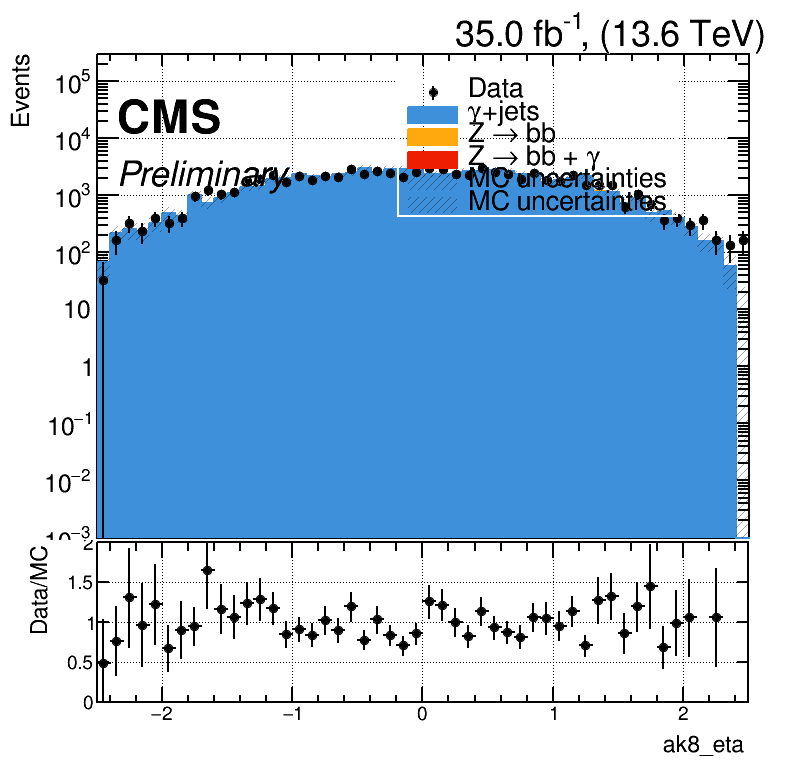 35.0 fb-1, (13.6 TeV)
Events
10^5
10^4
10^3
10^2
10
1
10^−1
10^−2
10^−3
CMS
Preliminary
Data
γ+jets
Z → bb
Z → bb + γ
MC uncertainties
MC uncertainties
Data/MC
2
1.5
1
0.5
0
−2 −1 0 1 2
ak8_eta